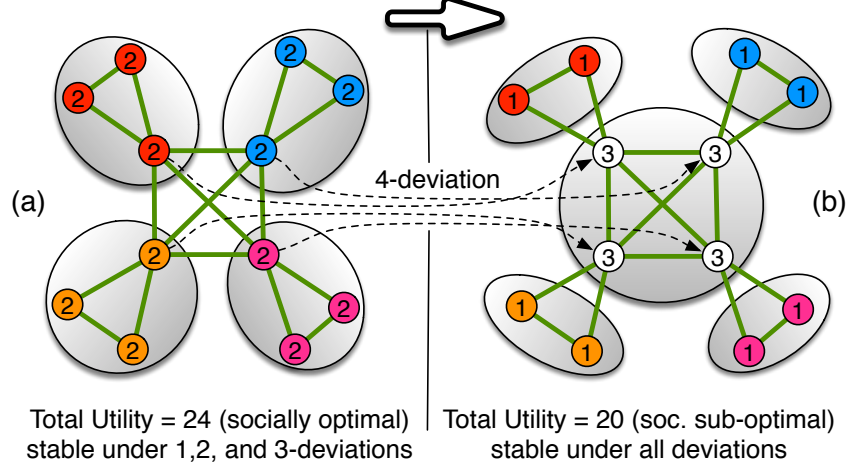 2 2 1 1
2 2 1 1
2 2 3 3
4-deviation
(a) (b)
2 2 3 3
2 2 1 1
2 2 1 1
Total Utility = 24 (socially optimal)
stable under 1,2, and 3-deviations
Total Utility = 20 (soc. sub-optimal)
stable under all deviations